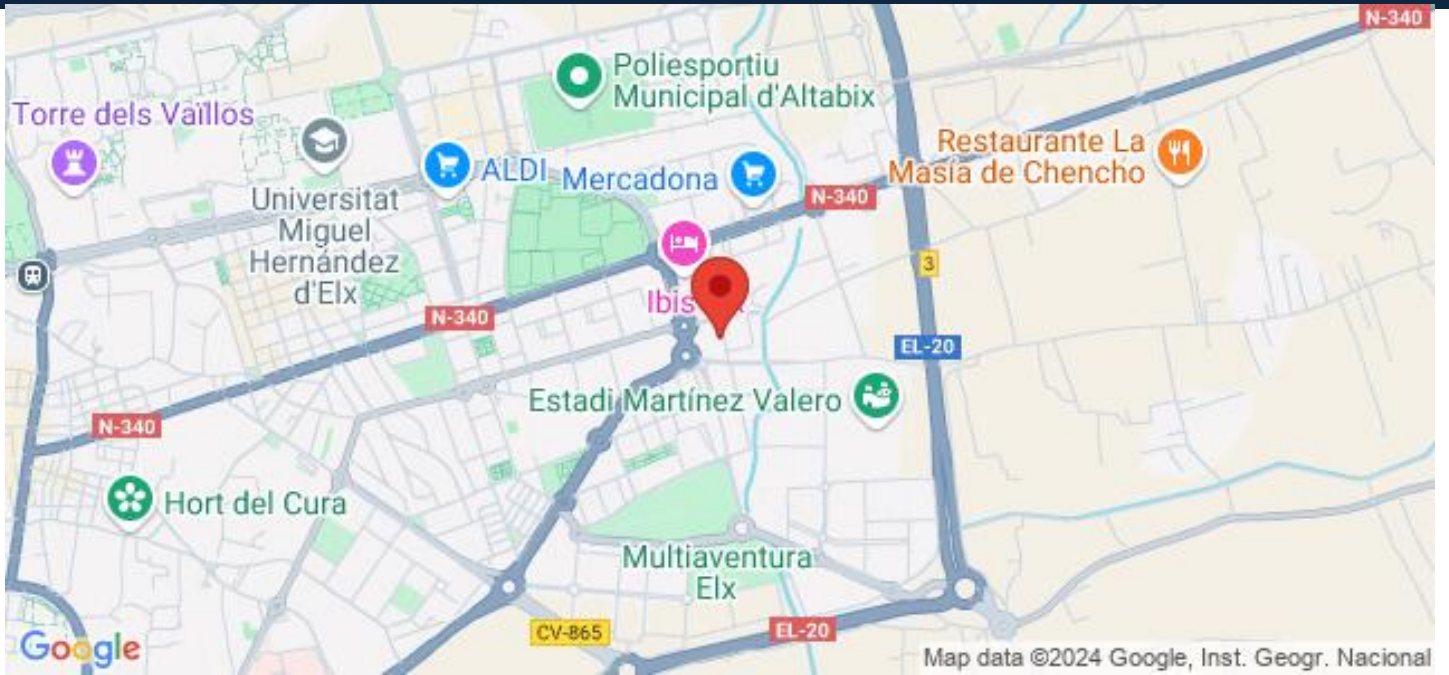 N-340
Poliesportiu
Municipal d'Altabix
Torre dels Vaïllos
Restaurante La
Masía de Chencho
ALDI
Mercadona
Universitat
Miguel
Hernández
d'Elx
N-340
3
Ibis
N-340
EL-20
Estadi Martínez Valero
N-340
Hort del Cura
Multiaventura
Elx
CV-865
EL-20
Google
Map data ©2024 Google, Inst. Geogr. Nacional